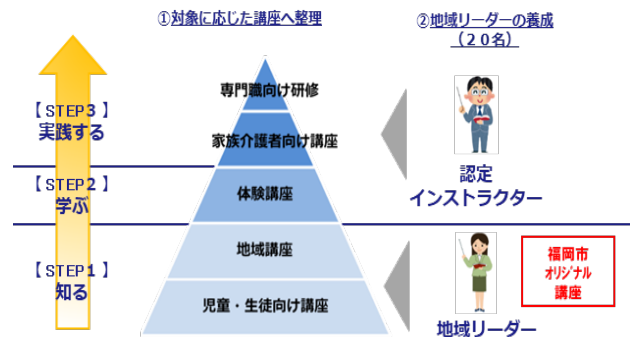 ①対象に応じた講座へ整理
②地域リーダーの養成
（２０名）
【 STEP３ 】
実践する
【 STEP２ 】
学ぶ
【 STEP１ 】
知る
専門職向け研修
家族介護者向け講座
体験講座
地域講座
児童・生徒向け講座
認定
インストラクター
地域リーダー
福岡市
オリジナル
講座